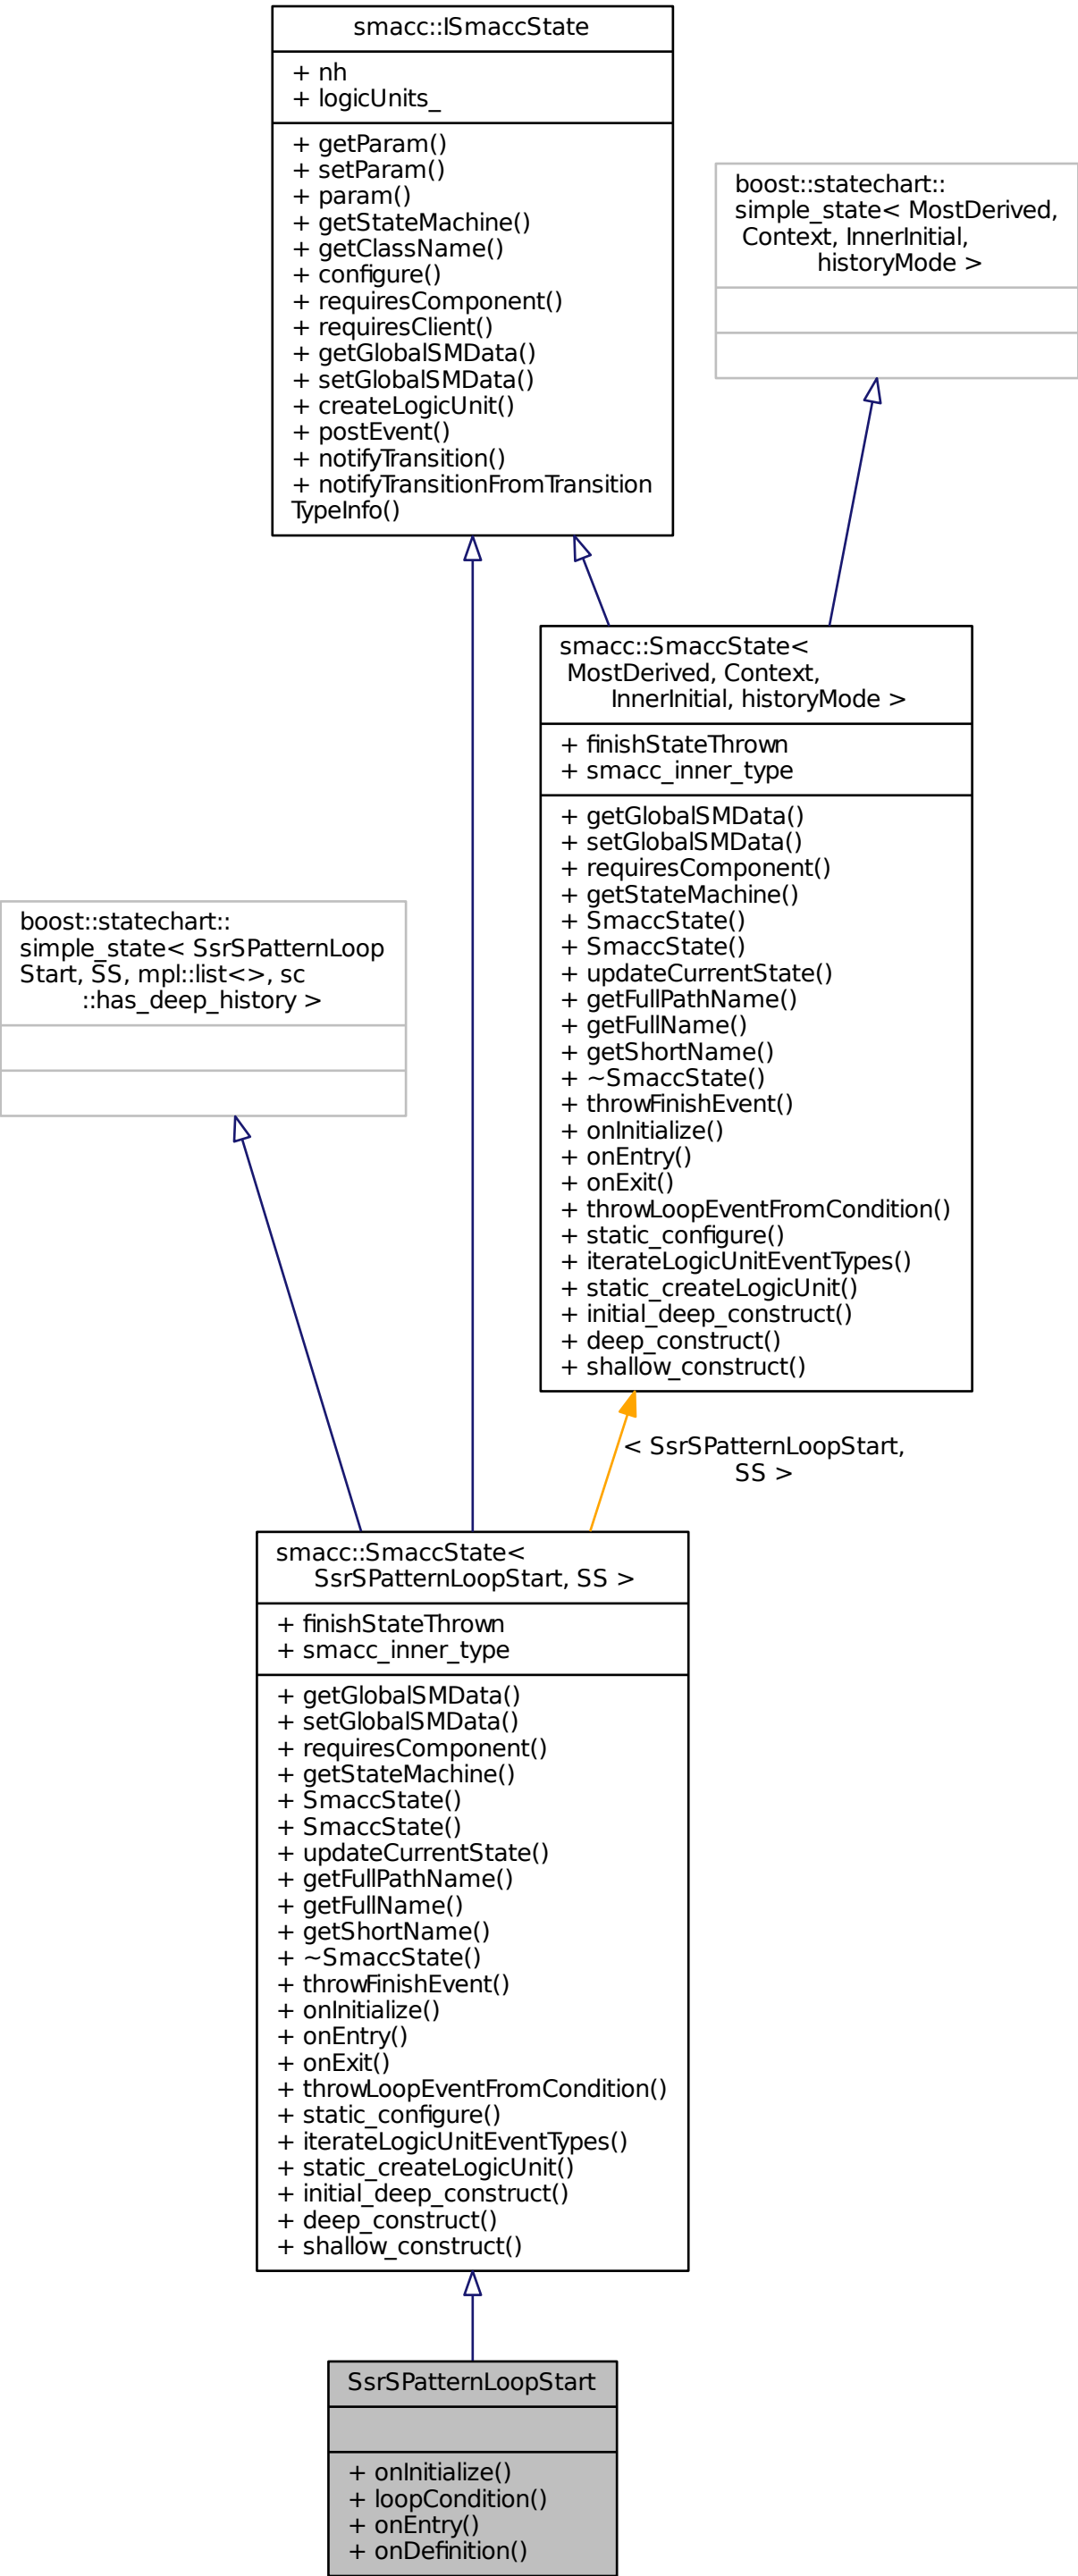 smacc::ISmaccState
+ nh
+ logicUnits_
+ getParam()
+ setParam()
+ param()
+ getStateMachine()
+ getClassName()
+ configure()
+ requiresComponent()
+ requiresClient()
+ getGlobalSMData()
+ setGlobalSMData()
+ createLogicUnit()
+ postEvent()
+ notifyTransition()
+ notifyTransitionFromTransition
TypeInfo()
boost::statechart::
simple_state< MostDerived,
Context, InnerInitial,
historyMode >
smacc::SmaccState<
MostDerived, Context,
InnerInitial, historyMode >
+ finishStateThrown
+ smacc_inner_type
+ getGlobalSMData()
+ setGlobalSMData()
+ requiresComponent()
+ getStateMachine()
+ SmaccState()
+ SmaccState()
+ updateCurrentState()
+ getFullPathName()
+ getFullName()
+ getShortName()
+ ~SmaccState()
+ throwFinishEvent()
+ onInitialize()
+ onEntry()
+ onExit()
+ throwLoopEventFromCondition()
+ static_configure()
+ iterateLogicUnitEventTypes()
+ static_createLogicUnit()
+ initial_deep_construct()
+ deep_construct()
+ shallow_construct()
boost::statechart::
simple_state< SsrSPatternLoop
Start, SS, mpl::list<>, sc
::has_deep_history >
< SsrSPatternLoopStart,
SS >
smacc::SmaccState<
SsrSPatternLoopStart, SS >
+ finishStateThrown
+ smacc_inner_type
+ getGlobalSMData()
+ setGlobalSMData()
+ requiresComponent()
+ getStateMachine()
+ SmaccState()
+ SmaccState()
+ updateCurrentState()
+ getFullPathName()
+ getFullName()
+ getShortName()
+ ~SmaccState()
+ throwFinishEvent()
+ onInitialize()
+ onEntry()
+ onExit()
+ throwLoopEventFromCondition()
+ static_configure()
+ iterateLogicUnitEventTypes()
+ static_createLogicUnit()
+ initial_deep_construct()
+ deep_construct()
+ shallow_construct()
SsrSPatternLoopStart
+ onInitialize()
+ loopCondition()
+ onEntry()
+ onDefinition()